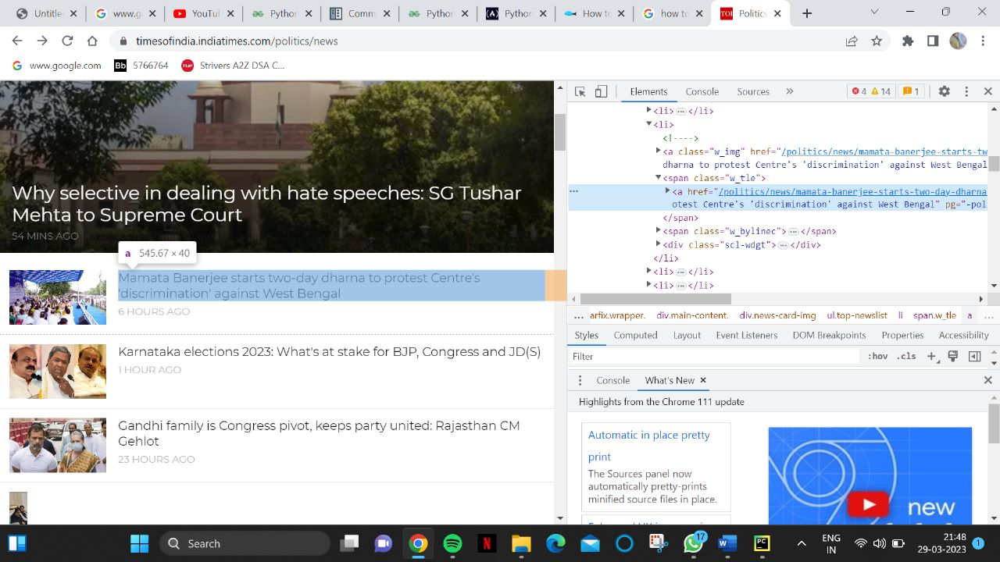 Untitle
www.g
YouTul
Python
Comm
Python
Python
How to
how to
TOI Politics
timesofindia.indiatimes.com/politics/news
www.google.com
Bb 5766764
TUF Strivers A2Z DSA C...
Why selective in dealing with hate speeches: SG Tushar
Mehta to Supreme Court
54 MINS AGO
a 545.67 × 40
Mamata Banerjee starts two-day dharna to protest Centre's
'discrimination' against West Bengal
6 HOURS AGO
Karnataka elections 2023: What's at stake for BJP, Congress and JD(S)
1 HOUR AGO
Gandhi family is Congress pivot, keeps party united: Rajasthan CM
Gehlot
23 HOURS AGO
Elements Console Sources » 4 14 1
<li> ... </li>
<li>
<!---->
<a class="w_img" href="/politics/news/mamata-banerjee-starts-tw
dharna to protest Centre's 'discrimination' against West Bengal
<span class="w_tle">
... <a href="/politics/news/mamata-banerjee-starts-two-day-dharna
otest Centre's 'discrimination' against West Bengal" pg="-pol
</span>
<span class="w_bylinec"> ... </span>
<div class="scl-wdgt"> ... </div>
</li>
<li> ... </li>
<li> ... </li>
... arfix.wrapper. div.main-content. div.news-card-img ul.top-newslist li span.w_tle a ...
Styles Computed Layout Event Listeners DOM Breakpoints Properties Accessibility
Filter :hov .cls +
Console What's New ×
Highlights from the Chrome 111 update
Automatic in place pretty
print
The Sources panel now
automatically pretty-prints
minified source files in place.
new
Search
N
17
W
PC
ENG
IN
21:48
29-03-2023
1